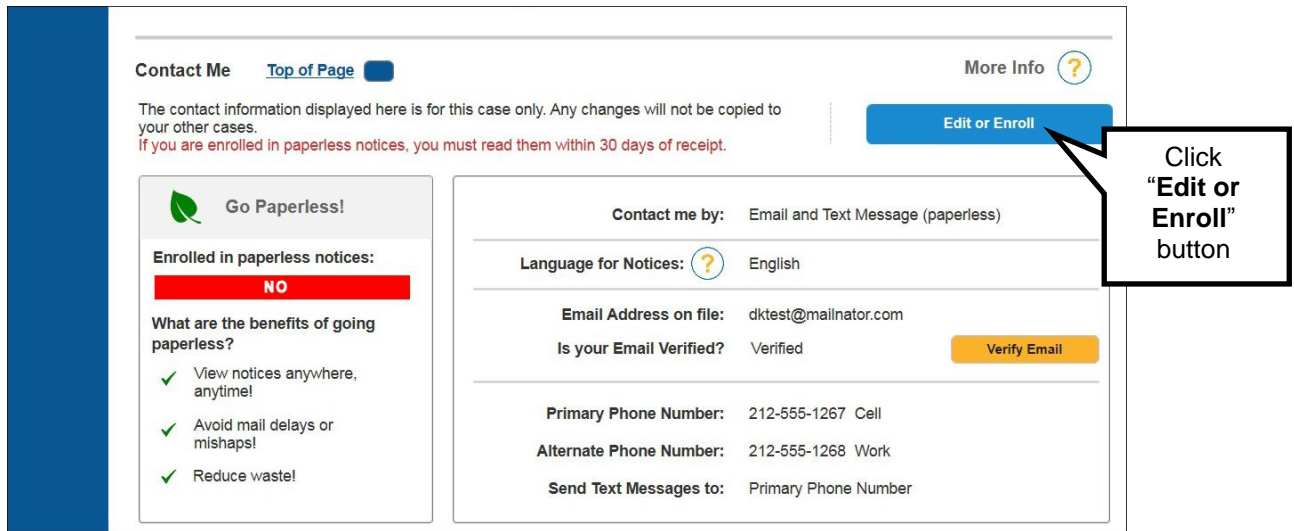 Contact Me Top of Page More Info ?
The contact information displayed here is for this case only. Any changes will not be copied to
your other cases.
If you are enrolled in paperless notices, you must read them within 30 days of receipt.
Edit or Enroll
Click
“Edit or
Enroll”
button
Go Paperless!
Enrolled in paperless notices:
NO
What are the benefits of going
paperless?
View notices anywhere,
anytime!
Avoid mail delays or
mishaps!
Reduce waste!
Contact me by: Email and Text Message (paperless)
Language for Notices: ? English
Email Address on file: dktest@mailnator.com
Is your Email Verified? Verified Verify Email
Primary Phone Number: 212-555-1267 Cell
Alternate Phone Number: 212-555-1268 Work
Send Text Messages to: Primary Phone Number